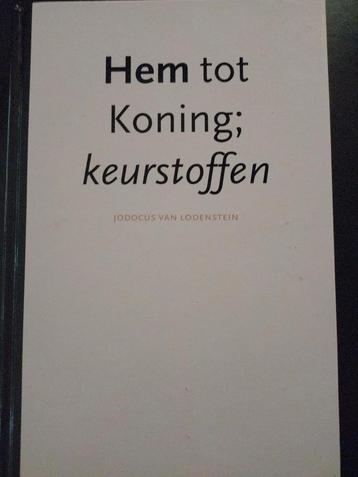 Hem tot
Koning;
keurstoffen
JODOCUS VAN LODENSTEIN